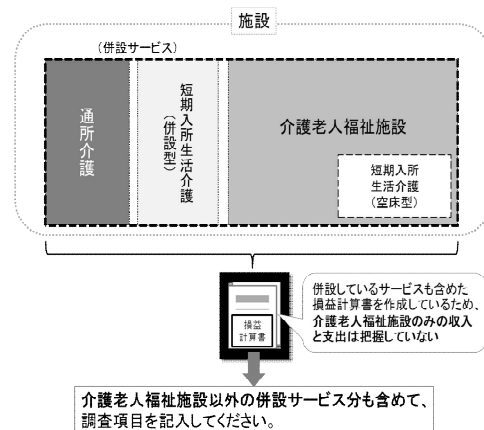 施設
（併設サービス）
通所介護
短期入所生活介護
（併設型）
介護老人福祉施設
短期入所
生活介護
（空床型）
損益
計算書
併設しているサービスも含めた
損益計算書を作成しているため、
介護老人福祉施設のみの収入
と支出は把握していない
介護老人福祉施設以外の併設サービス分も含めて、
調査項目を記入してください。